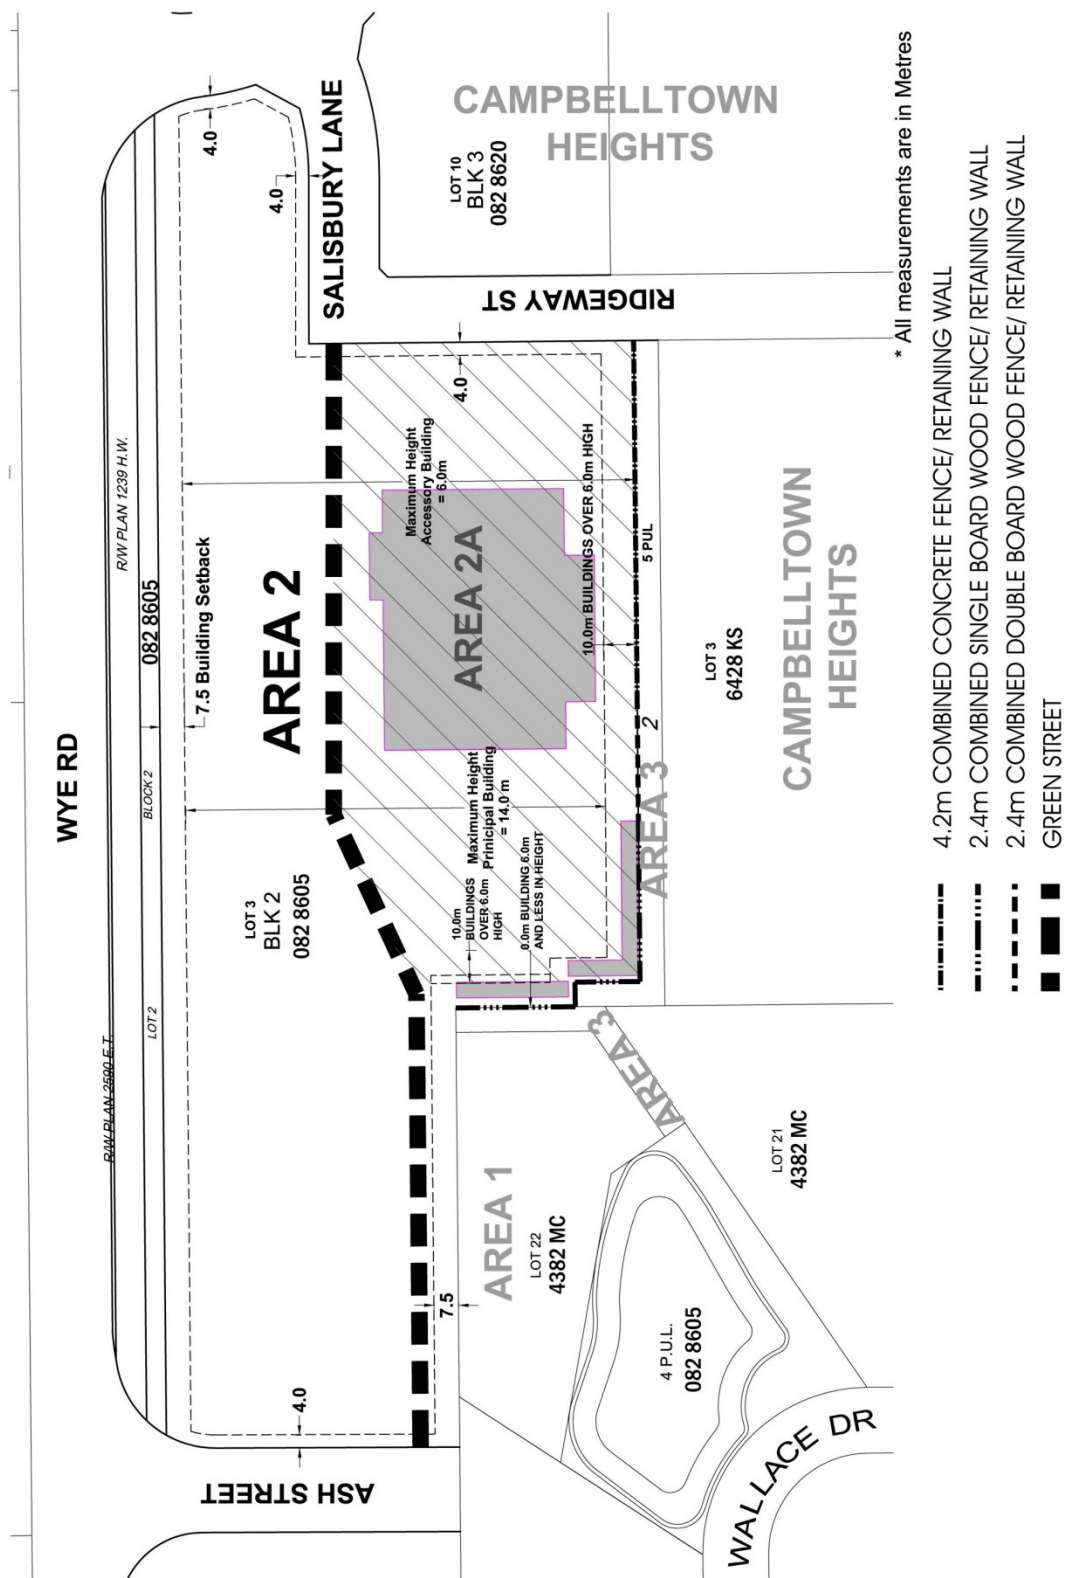 WYE RD
R/W PLAN 2590 E.T.
R/W PLAN 1239 H.W.
LOT 2
BLOCK 2
082 8605
7.5 Building Setback
4.0
4.0
4.0
ASH STREET
LOT 3
BLK 2
082 8605
AREA 2
SALISBURY LANE
CAMPBELLTOWN
HEIGHTS
LOT 10
BLK 3
082 8620
RIDGEWAY ST
4.0
7.5
10.0m
BUILDINGS
OVER 6.0m
HIGH
Maximum Height
Prinicipal Building
= 14.0 m
Maximum Height
Accessory Building
= 6.0m
AREA 2A
0.0m BUILDING 6.0m
AND LESS IN HEIGHT
10.0m BUILDINGS OVER 6.0m HIGH
AREA 1
LOT 22
4382 MC
AREA 3
AREA 3
2
5 PUL
LOT 3
6428 KS
4 P.U.L.
082 8605
LOT 21
4382 MC
CAMPBELLTOWN
HEIGHTS
WALLACE DR
* All measurements are in Metres
4.2m COMBINED CONCRETE FENCE/ RETAINING WALL
2.4m COMBINED SINGLE BOARD WOOD FENCE/ RETAINING WALL
2.4m COMBINED DOUBLE BOARD WOOD FENCE/ RETAINING WALL
GREEN STREET